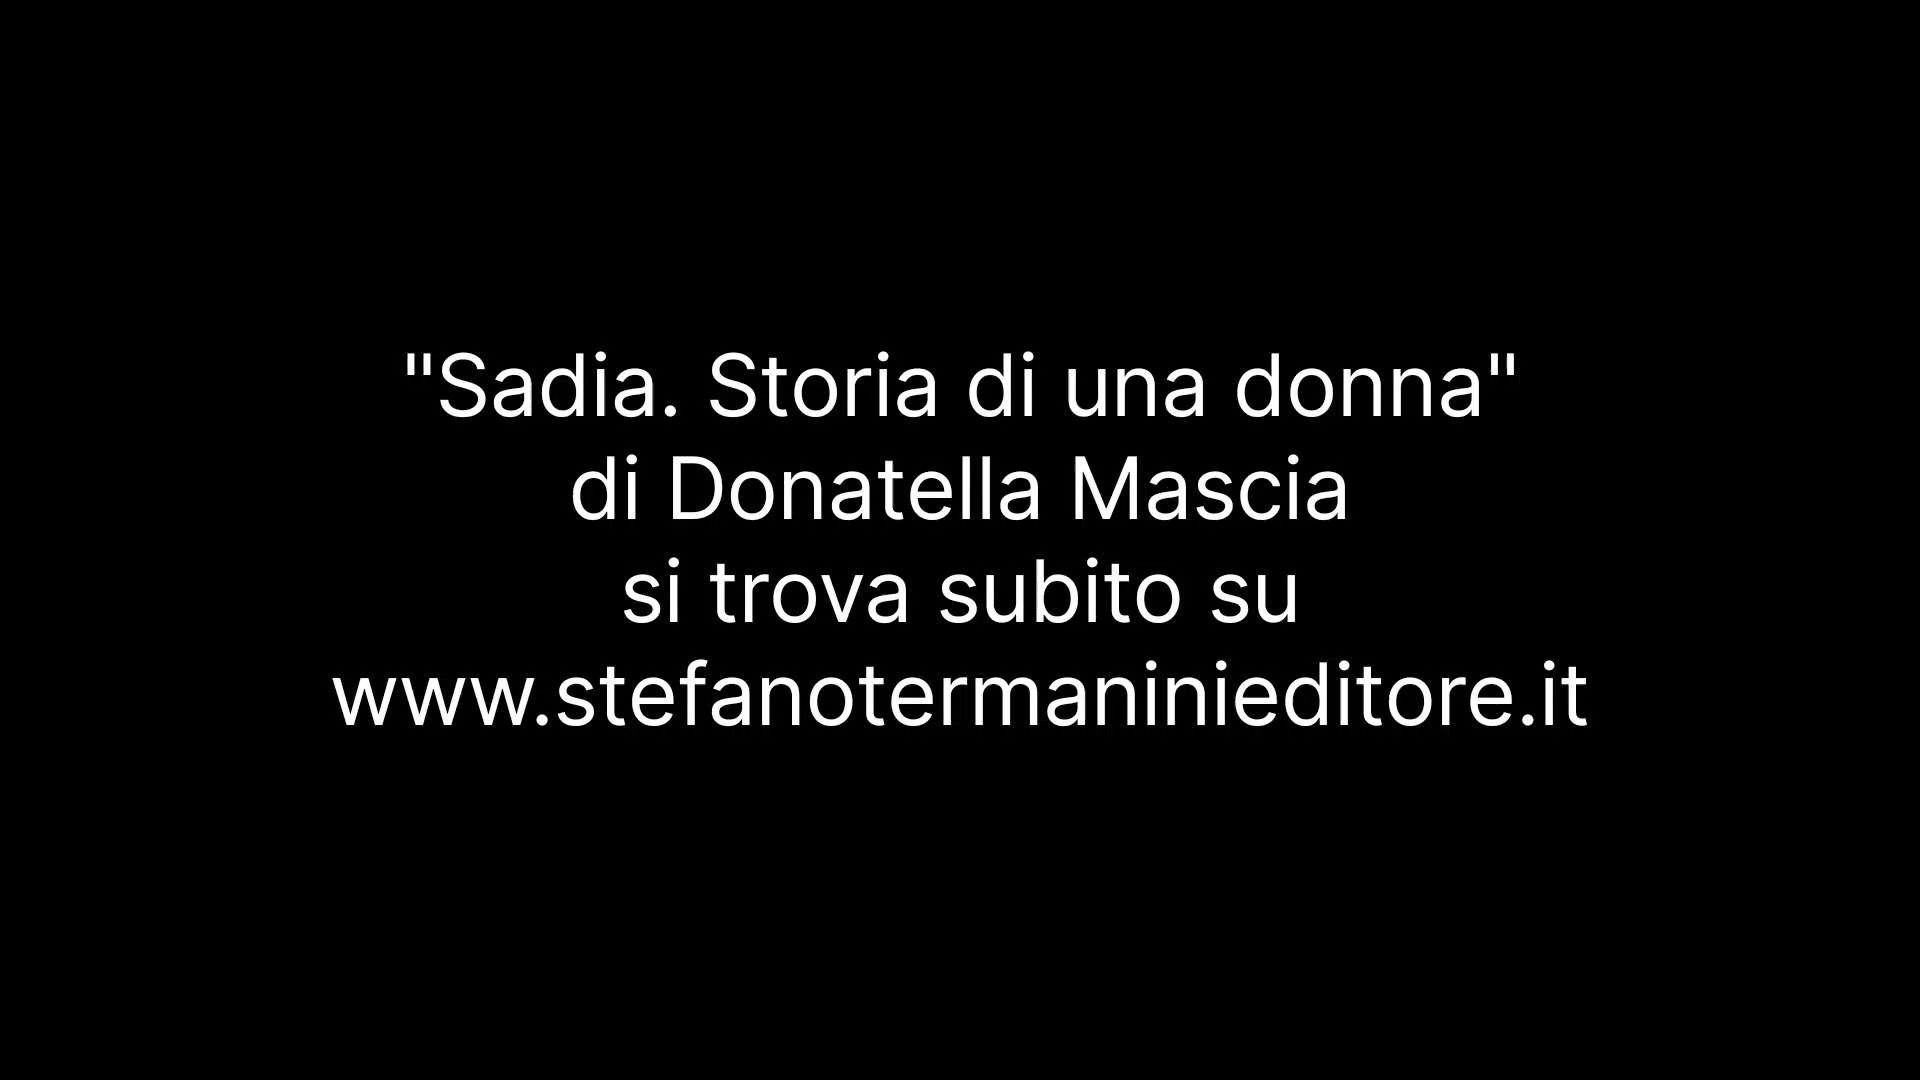 "Sadia. Storia di una donna"
di Donatella Mascia
si trova subito su
www.stefanotermaninieditore.it